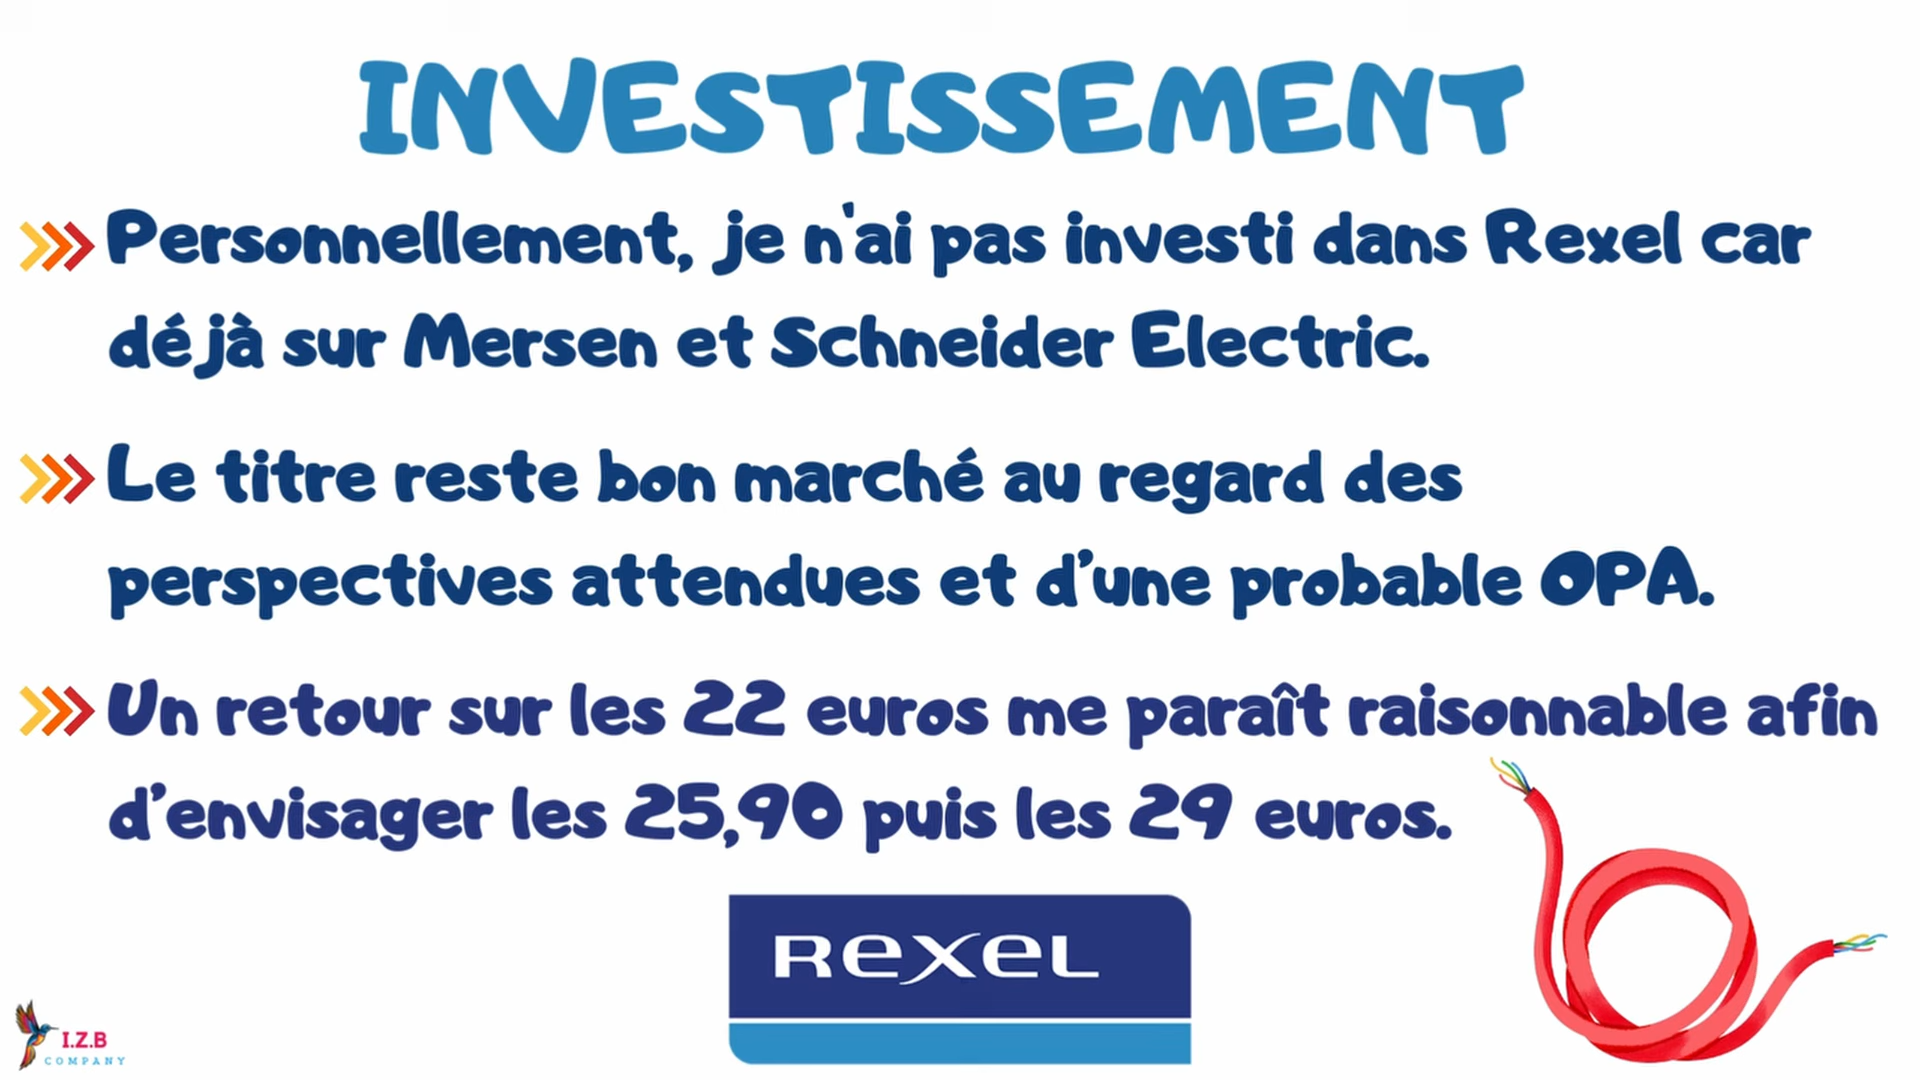 INVESTISSEMENT
Personnellement, je n'ai pas investi dans Rexel car
déjà sur Mersen et Schneider Electric.
Le titre reste bon marché au regard des
perspectives attendues et d’une probable OPA.
Un retour sur les 22 euros me paraît raisonnable afin
d’envisager les 25,90 puis les 29 euros.
REXEL
I.Z.B
COMPANY